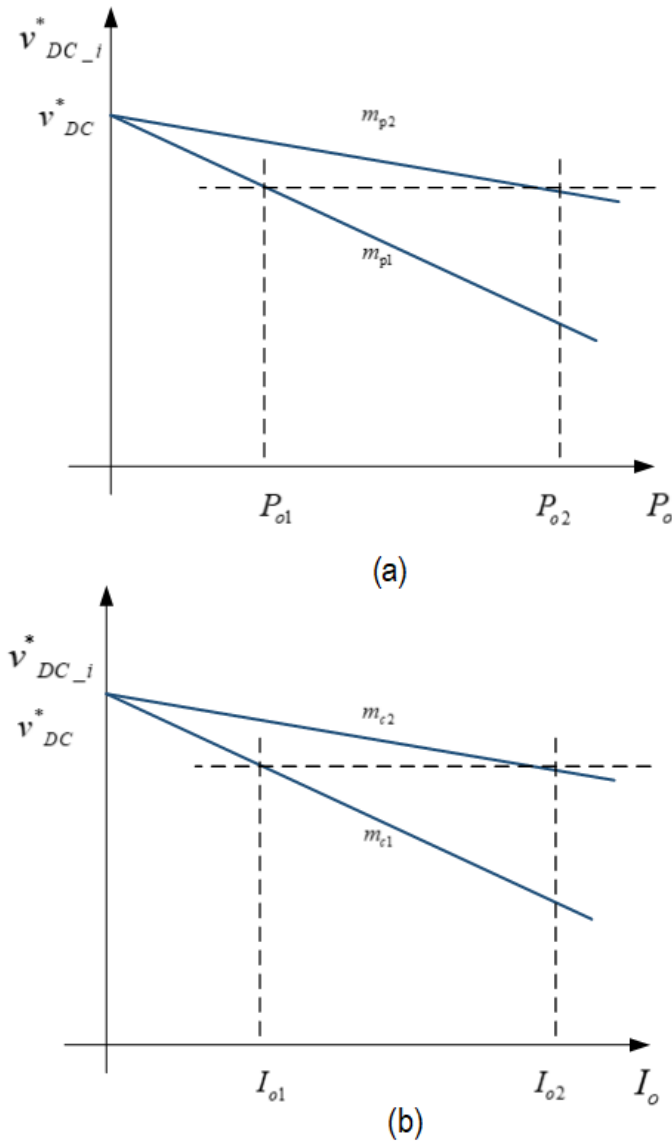 v*DC_i
v*DC
mp2
mp1
Po1 Po2 Po
(a)
v*DC_i
v*DC
mc2
mc1
Io1 Io2 Io
(b)